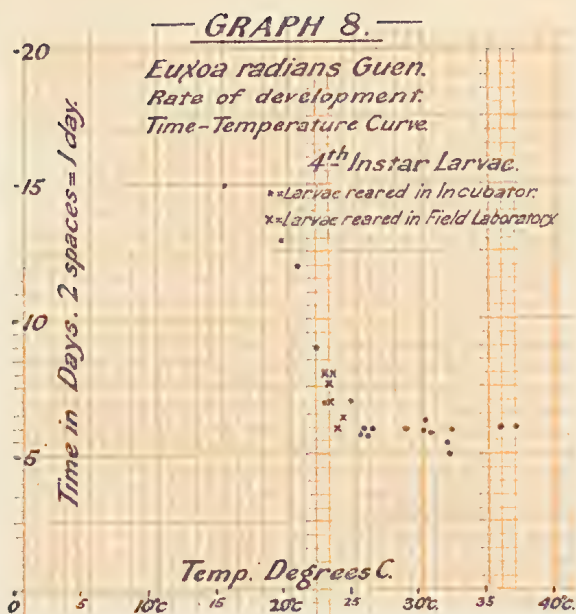 GRAPH 8.
Euxoa radians Guen.
Rate of development.
Time-Temperature Curve.
4th Instar Larvae.
•=Larvae reared in Incubator.
x=Larvae reared in Field Laboratory
Time in Days. 2 spaces=1 day.
20
15
10
5
0
Temp. Degrees C.
0 5 10°c 15 20°c 25 30°c. 35 40°c